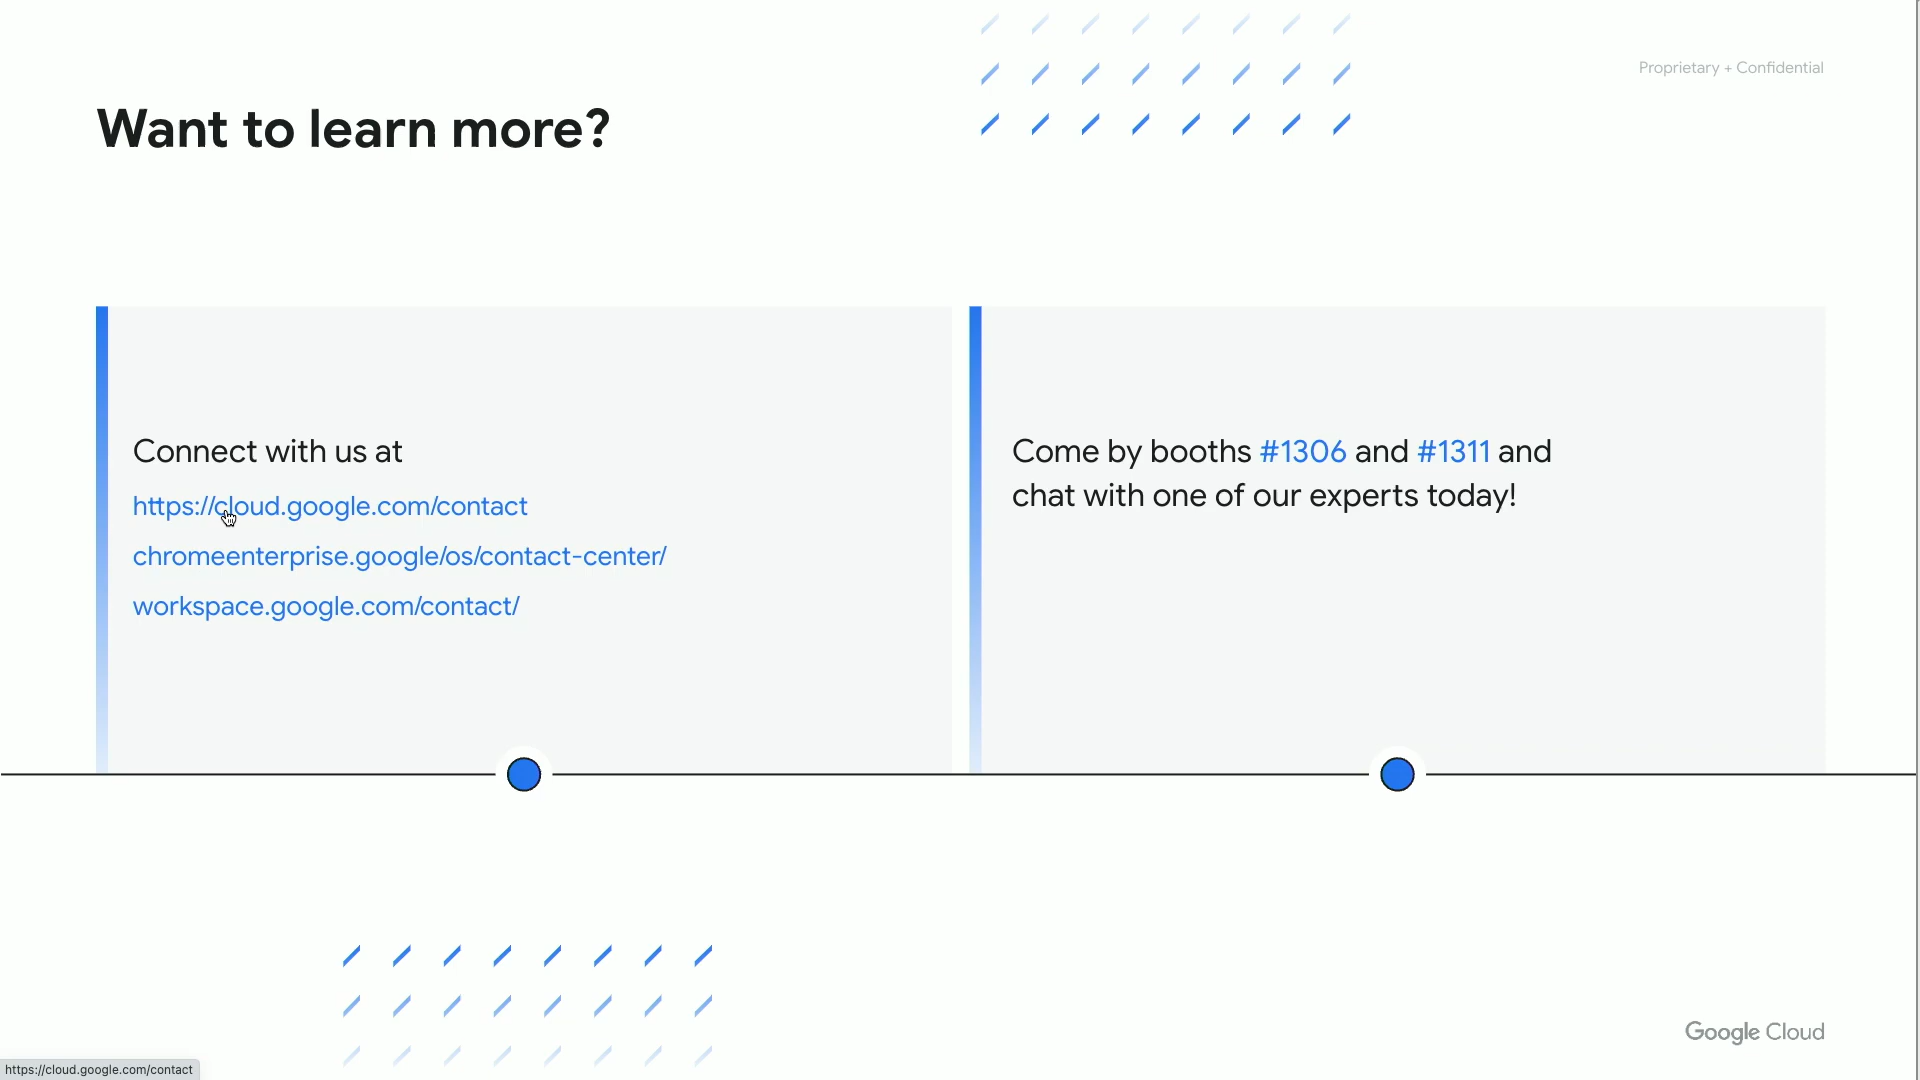 Proprietary + Confidential
Want to learn more?
Connect with us at
https://cloud.google.com/contact
chromeenterprise.google/os/contact-center/
workspace.google.com/contact/
Come by booths #1306 and #1311 and
chat with one of our experts today!
Google Cloud
https://cloud.google.com/contact